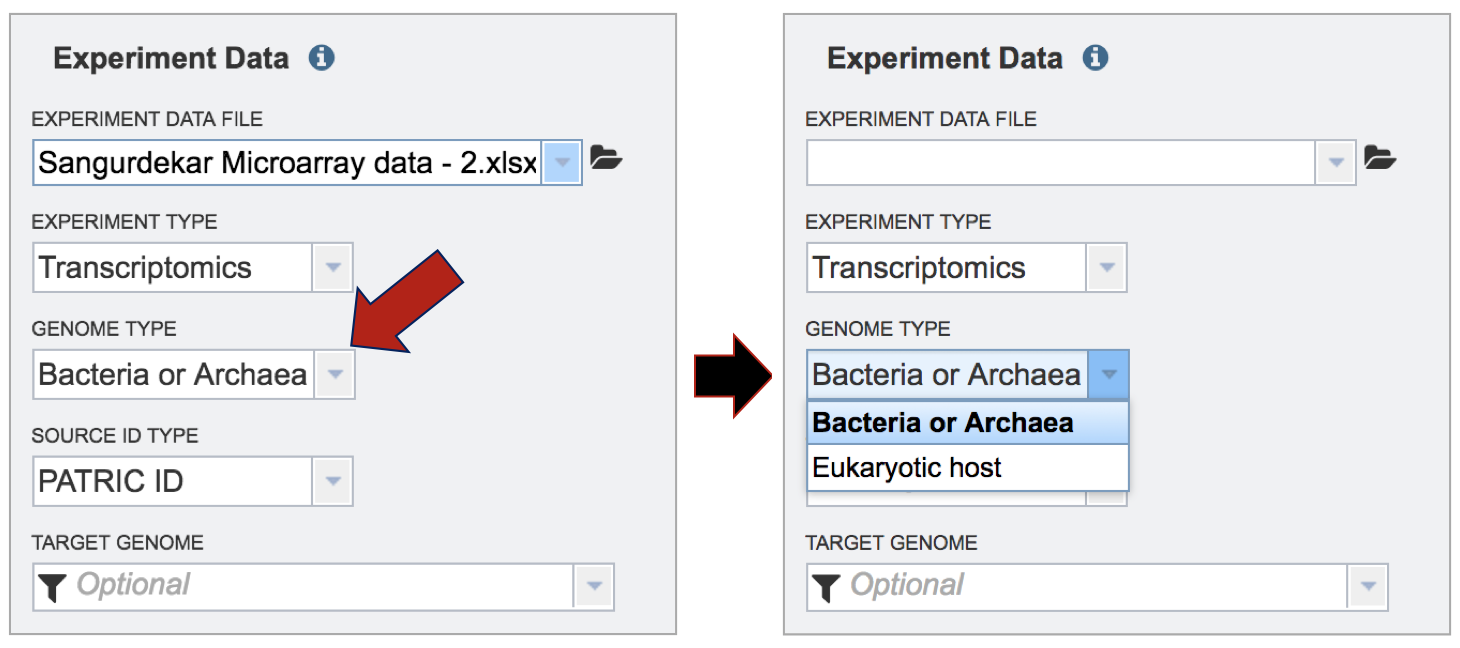 Experiment Data
EXPERIMENT DATA FILE
Sangurdekar Microarray data - 2.xlsx
EXPERIMENT TYPE
Transcriptomics
GENOME TYPE
Bacteria or Archaea
SOURCE ID TYPE
PATRIC ID
TARGET GENOME
Optional
Experiment Data
EXPERIMENT DATA FILE
EXPERIMENT TYPE
Transcriptomics
GENOME TYPE
Bacteria or Archaea
Bacteria or Archaea
Eukaryotic host
TARGET GENOME
Optional